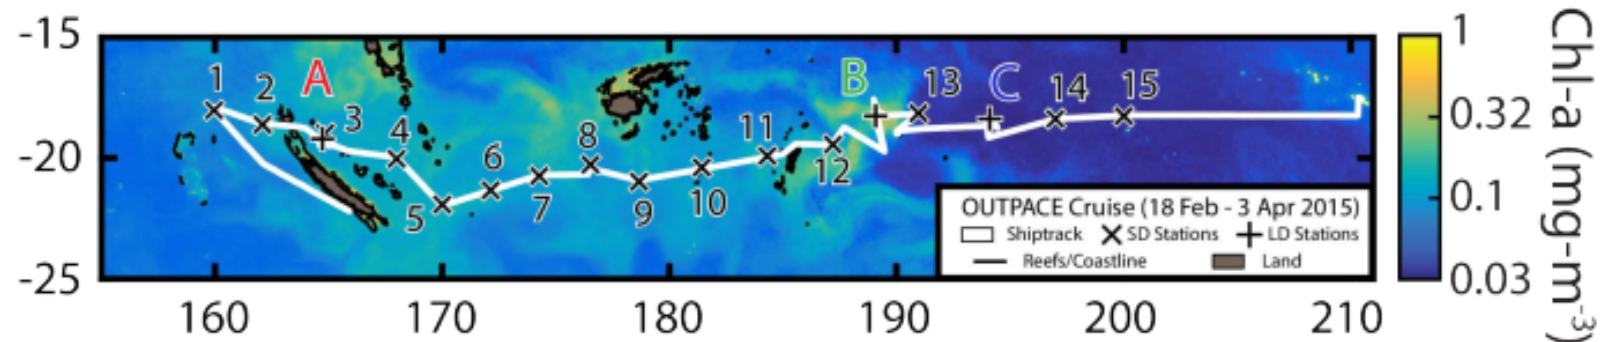 -15
-20
-25
160
170
180
190
200
210
1
2
A
3
4
5
6
7
8
9
10
11
12
B
13
C
14
15
OUTPACE Cruise (18 Feb - 3 Apr 2015)
Shiptrack
SD Stations
LD Stations
Reefs/Coastline
Land
1
0.32
0.1
0.03
Chl-a (mg-m-3)